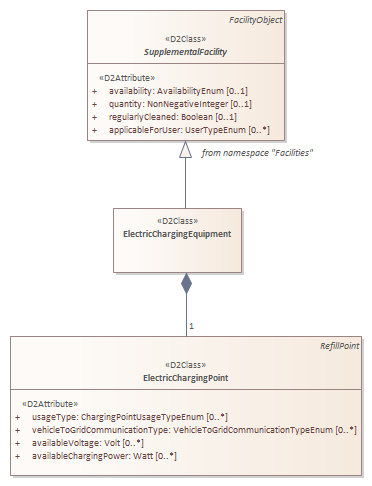 FacilityObject
«D2Class»
SupplementalFacility
«D2Attribute»
+ availability: AvailabilityEnum [0..1]
+ quantity: NonNegativeInteger [0..1]
+ regularlyCleaned: Boolean [0..1]
+ applicableForUser: UserTypeEnum [0..*]
from namespace "Facilities"
«D2Class»
ElectricChargingEquipment
1
RefillPoint
«D2Class»
ElectricChargingPoint
«D2Attribute»
+ usageType: ChargingPointUsageTypeEnum [0..*]
+ vehicleToGridCommunicationType: VehicleToGridCommunicationTypeEnum [0..*]
+ availableVoltage: Volt [0..*]
+ availableChargingPower: Watt [0..*]